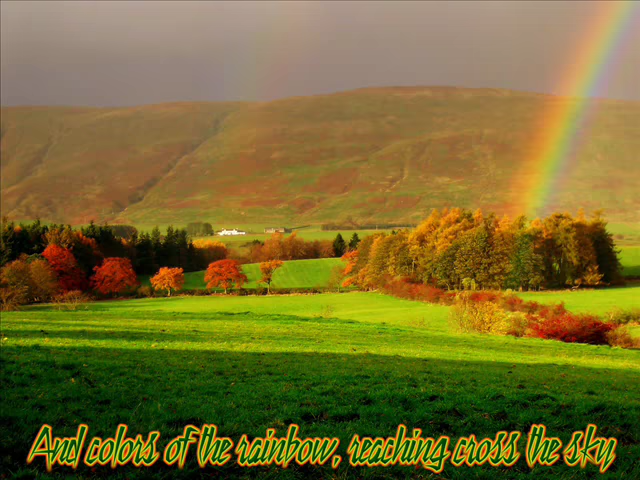 And colors of the rainbow, reaching cross the sky